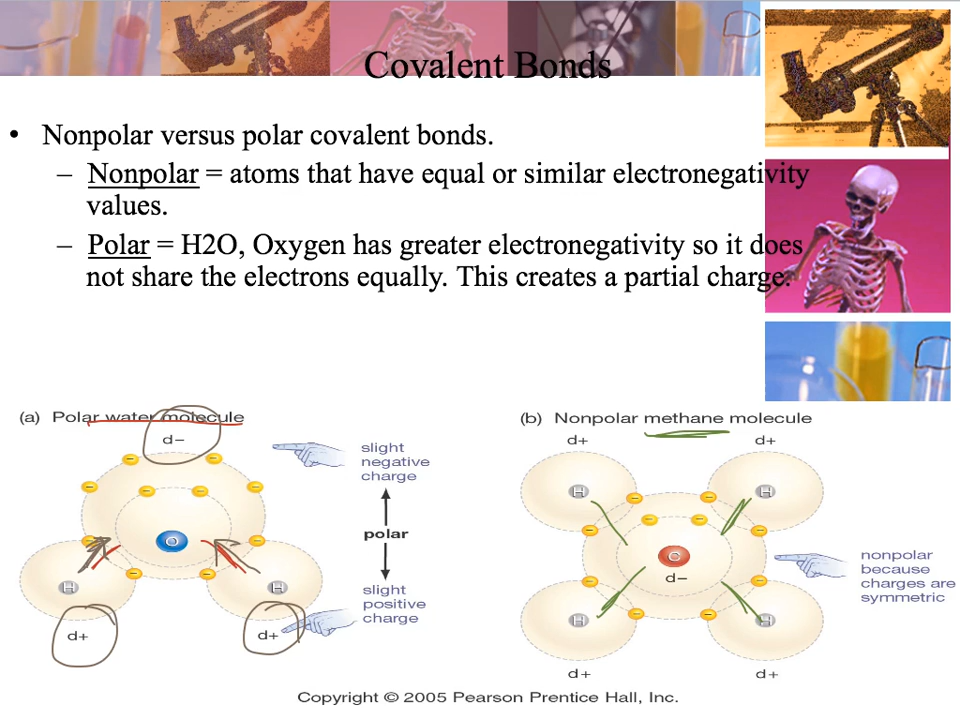 Covalent Bonds
• Nonpolar versus polar covalent bonds.
– Nonpolar = atoms that have equal or similar electronegativity
values.
– Polar = H2O, Oxygen has greater electronegativity so it does
not share the electrons equally. This creates a partial charge.
(a) Polar water molecule
d−
slight
negative
charge
polar
slight
positive
charge
O
H
H
d+
d+
(b) Nonpolar methane molecule
d+
d+
H
H
C
d−
H
H
d+
d+
nonpolar
because
charges are
symmetric
Copyright © 2005 Pearson Prentice Hall, Inc.